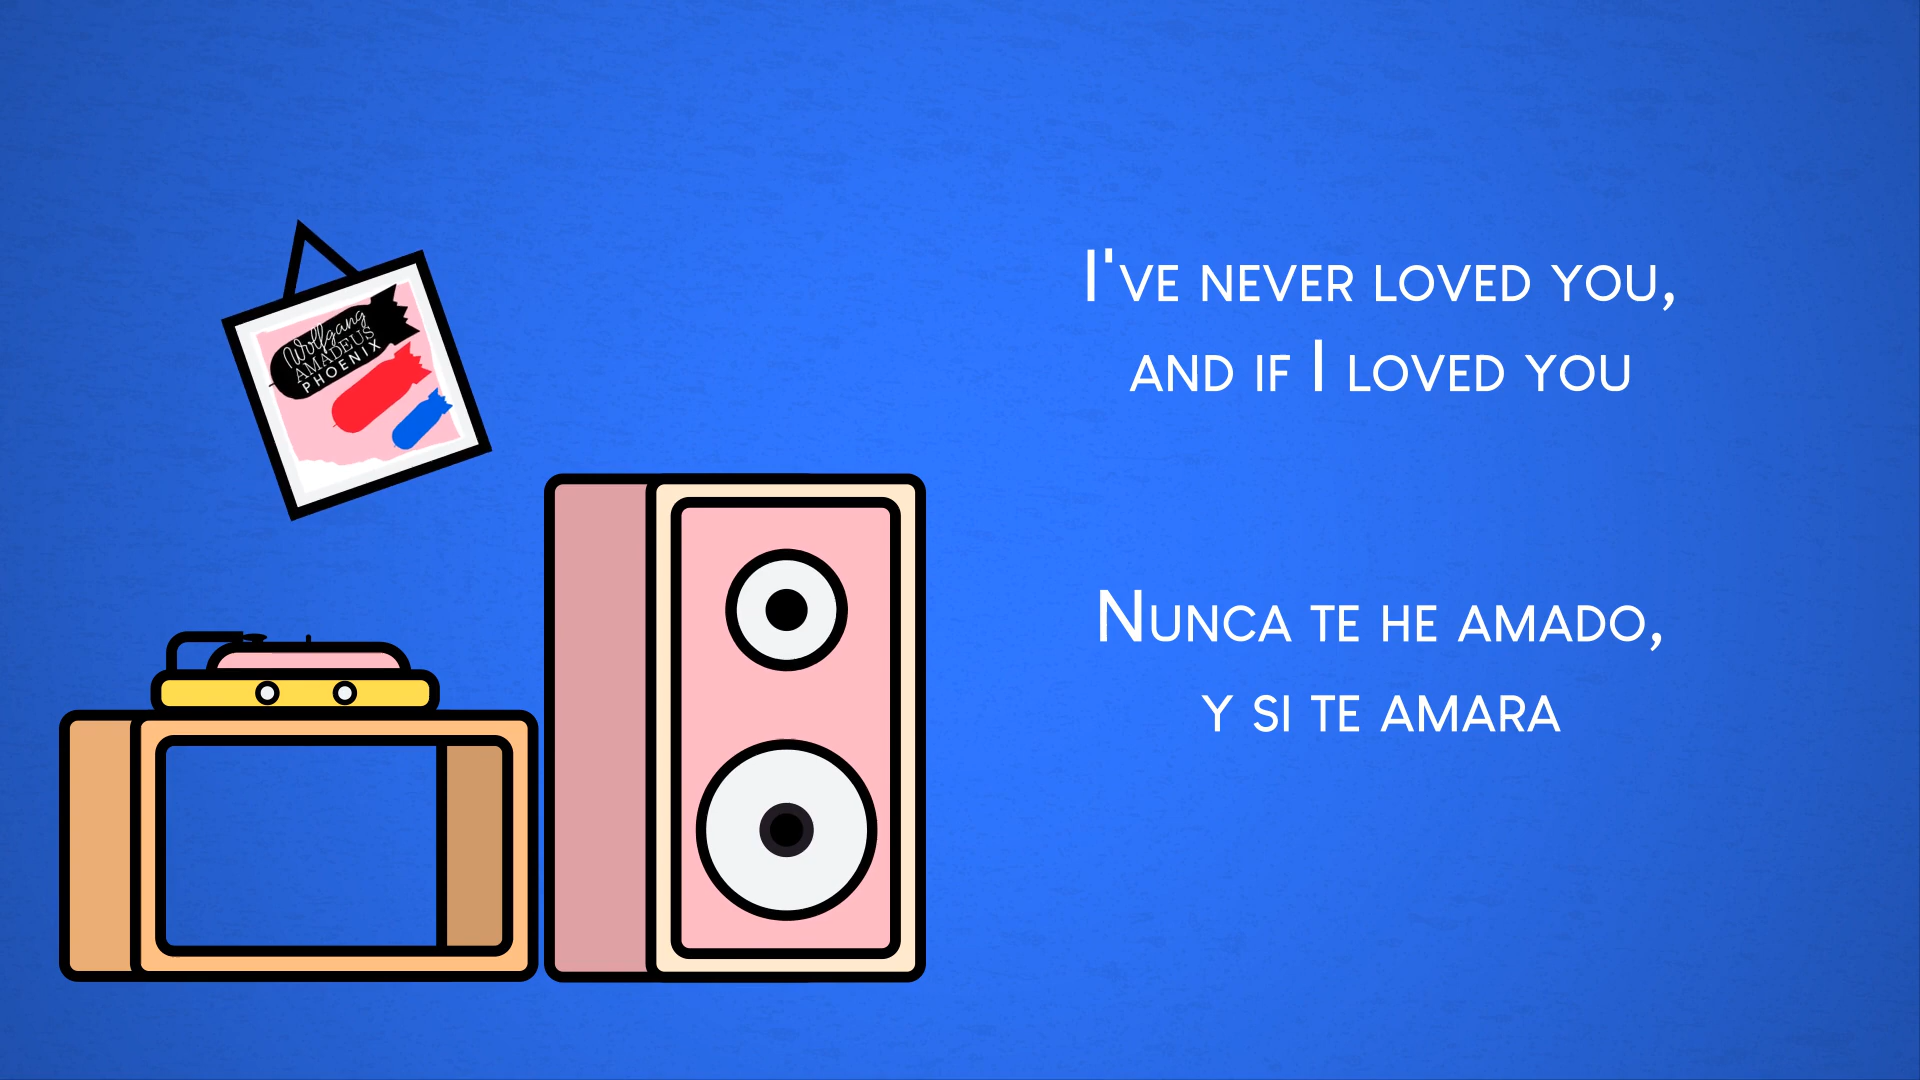 Wolfgang
AMADEUS
PHOENIX
I've never loved you,
and if I loved you
Nunca te he amado,
y si te amara